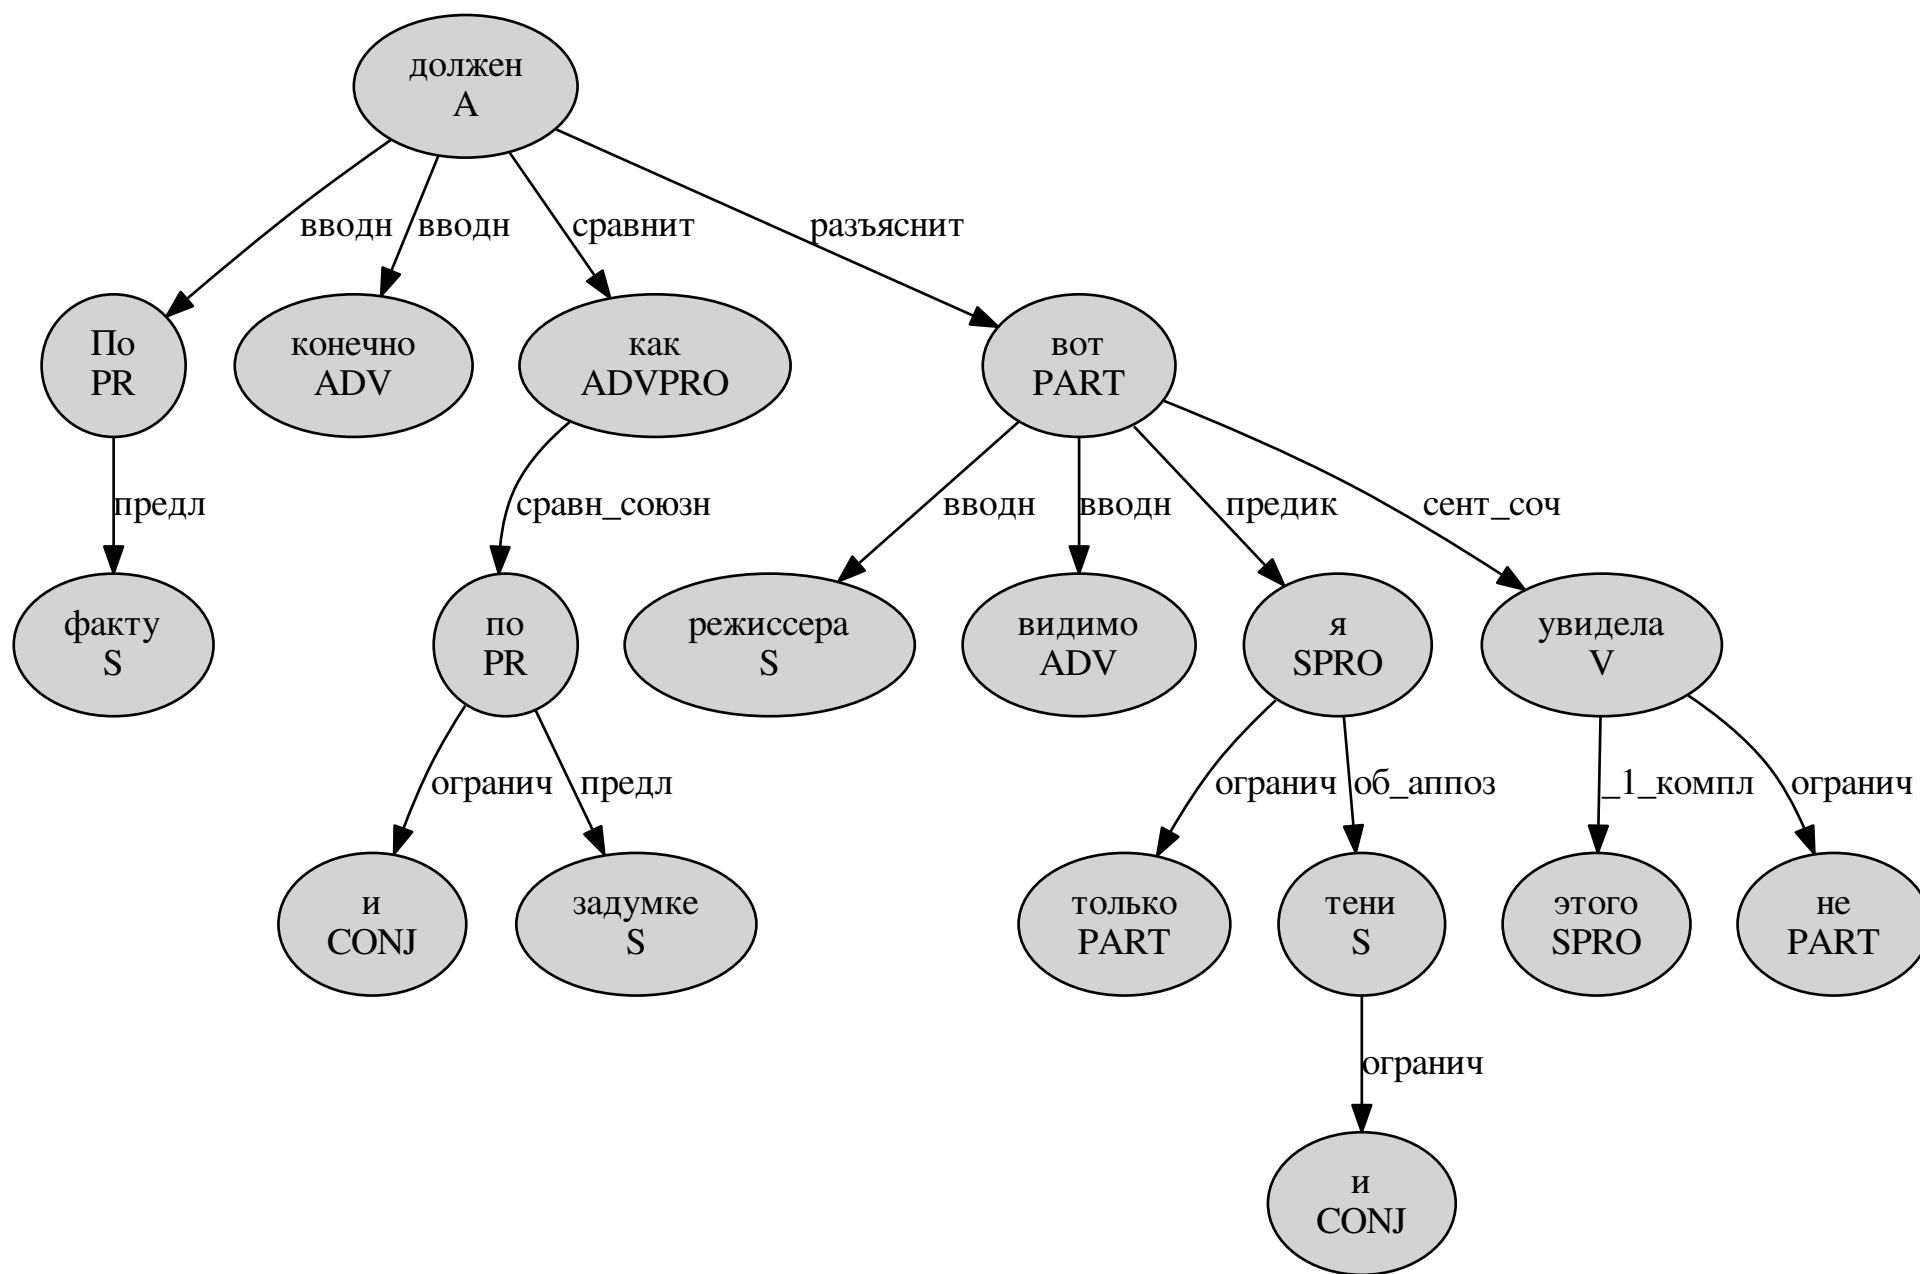 должен
A
вводн вводн сравнит разъяснит
По
PR
конечно
ADV
как
ADVPRO
вот
PART
предл сравн_союзн вводн вводн предик сент_соч
факту
S
по
PR
режиссера
S
видимо
ADV
я
SPRO
увидела
V
огранич предл огранич об_аппоз _1_компл огранич
и
CONJ
задумке
S
только
PART
тени
S
этого
SPRO
не
PART
огранич
и
CONJ